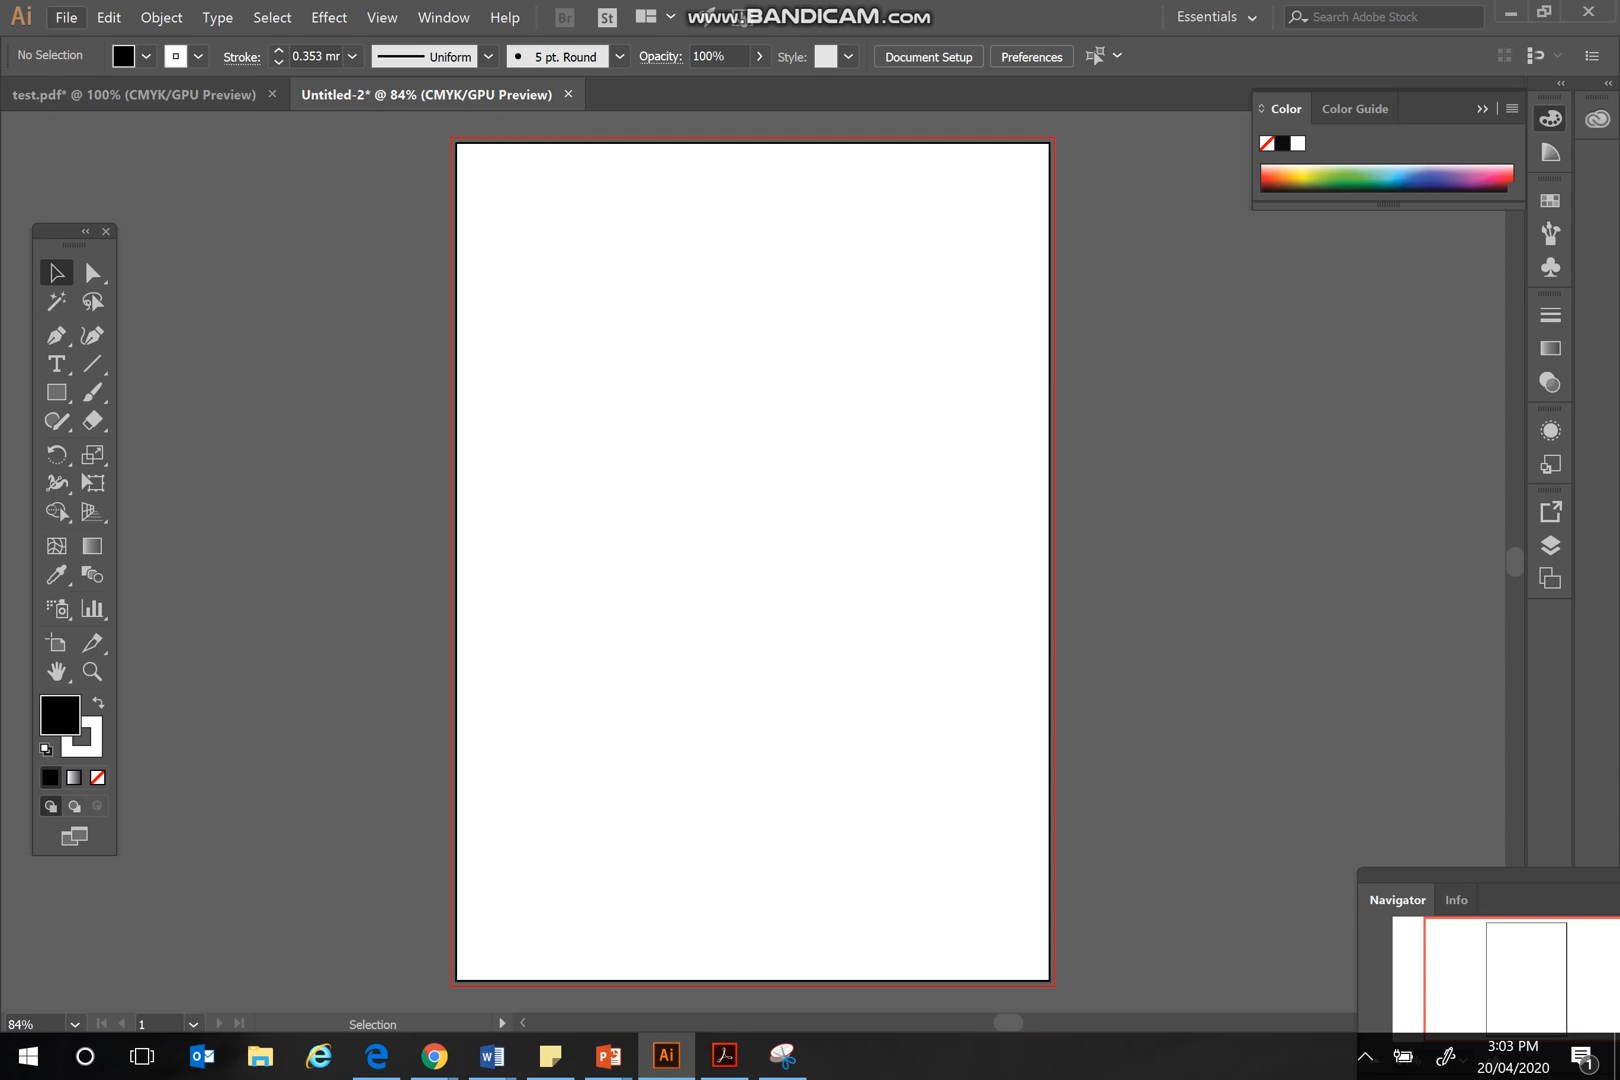 Ai File Edit Object Type Select Effect View Window Help Br St www.BANDICAM.com Essentials Search Adobe Stock
No Selection Stroke: 0.353 mr Uniform 5 pt. Round Opacity: 100% Style: Document Setup Preferences
test.pdf* @ 100% (CMYK/GPU Preview) Untitled-2* @ 84% (CMYK/GPU Preview)
Color Color Guide
T
Navigator Info
84% 1 Selection
Ai
3:03 PM
20/04/2020
1